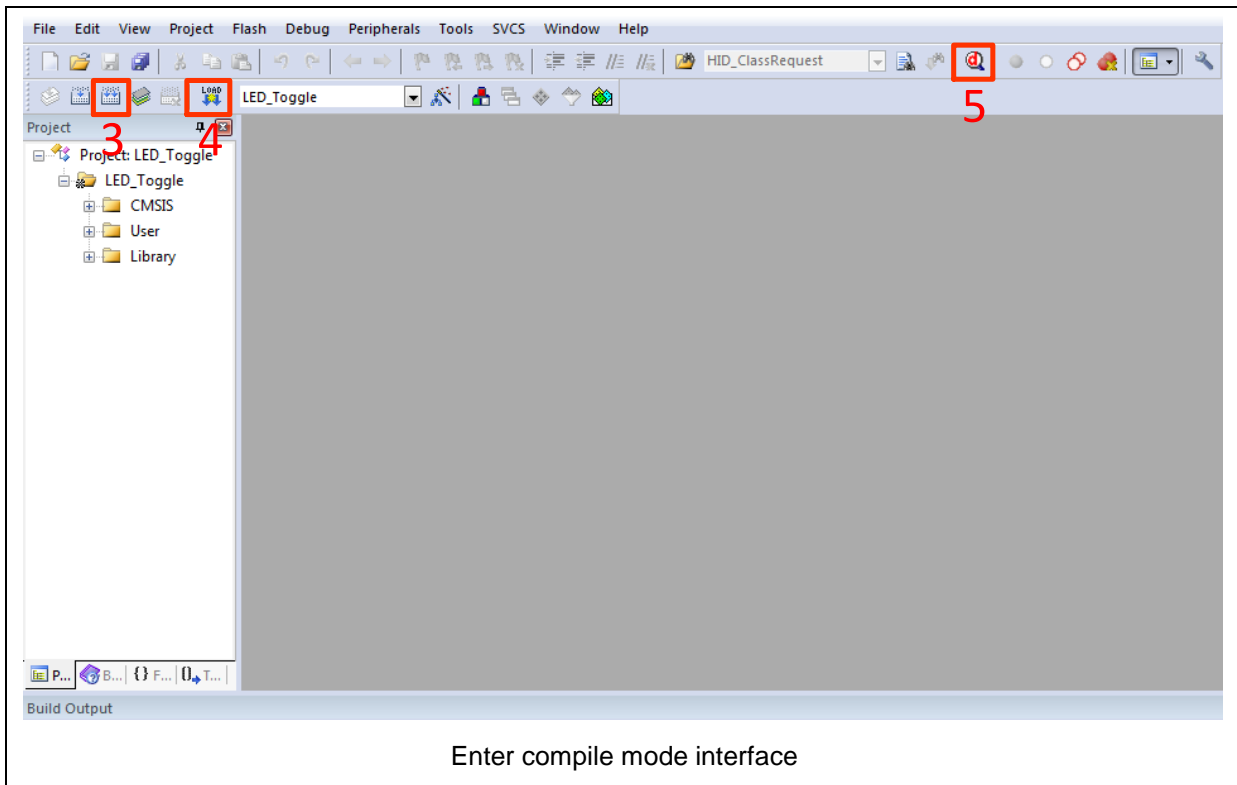 File Edit View Project Flash Debug Peripherals Tools SVCS Window Help
HID_ClassRequest
5
LOAD
LED_Toggle
3
4
Project
Project: LED_Toggle
LED_Toggle
CMSIS
User
Library
P... B... {} F... 0 T...
Build Output
Enter compile mode interface